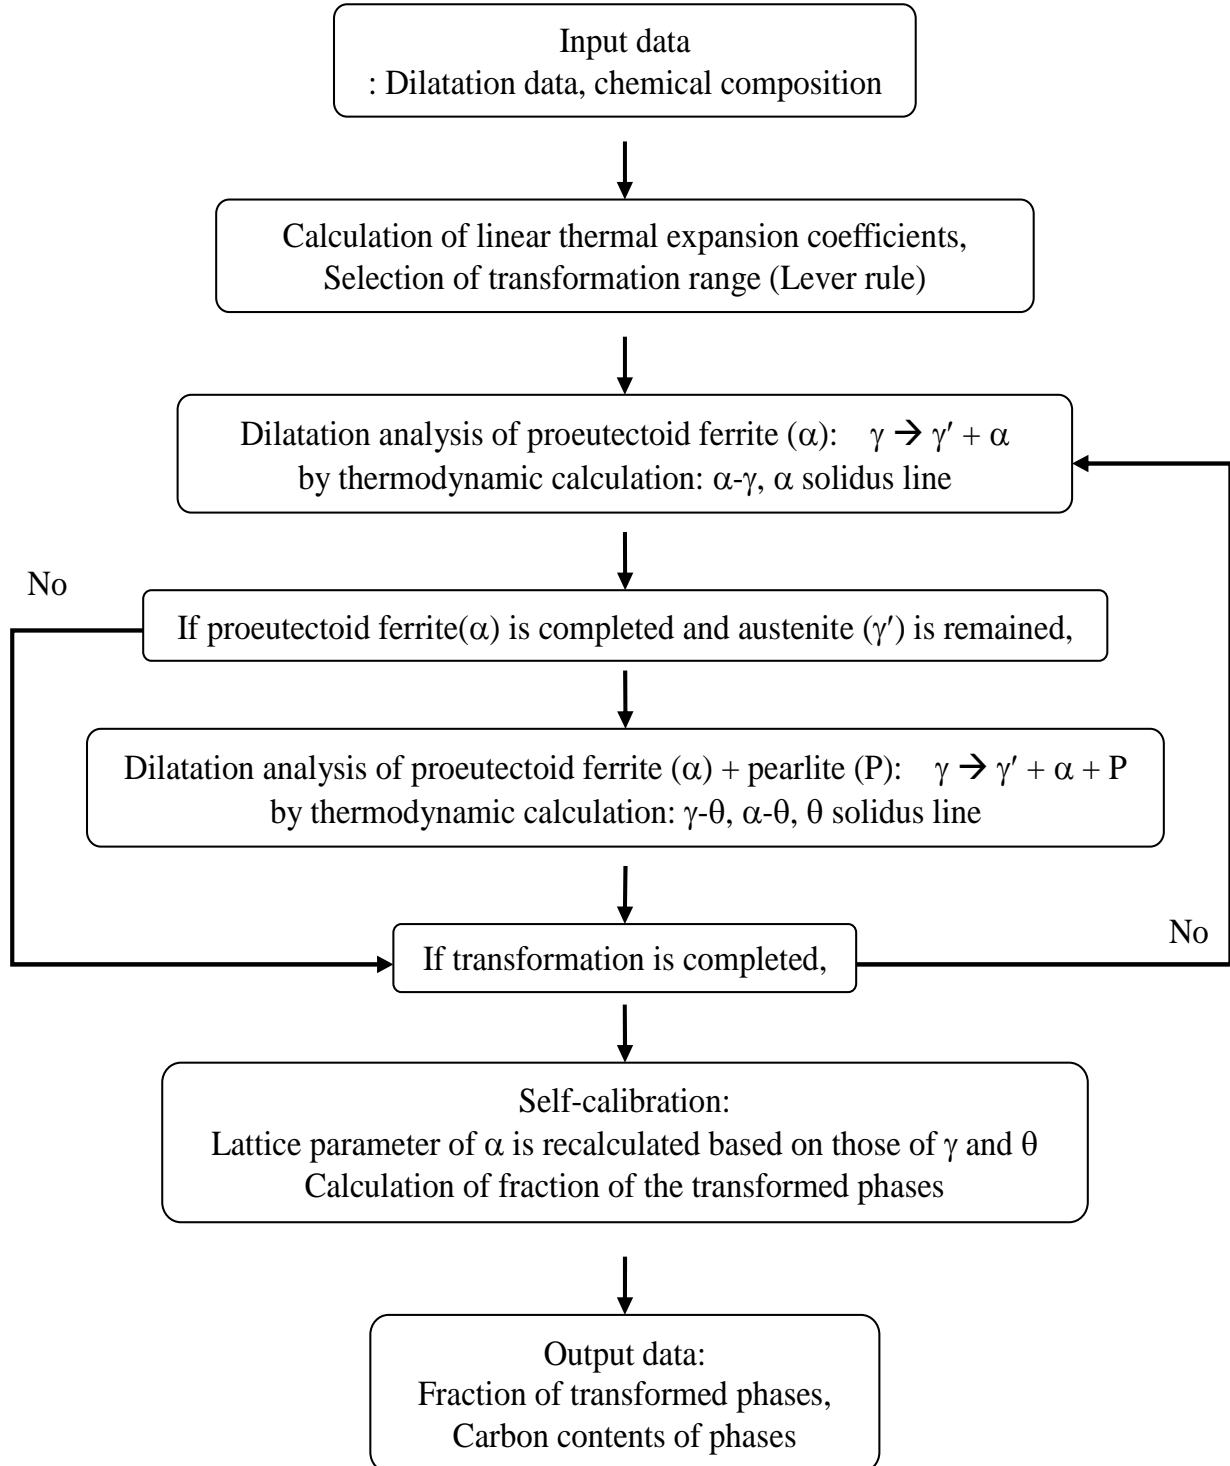 Input data
: Dilatation data, chemical composition
Calculation of linear thermal expansion coefficients,
Selection of transformation range (Lever rule)
Dilatation analysis of proeutectoid ferrite (α): γ → γ′ + α
by thermodynamic calculation: α-γ, α solidus line
No
If proeutectoid ferrite(α) is completed and austenite (γ′) is remained,
Dilatation analysis of proeutectoid ferrite (α) + pearlite (P): γ → γ′ + α + P
by thermodynamic calculation: γ-θ, α-θ, θ solidus line
No
If transformation is completed,
Self-calibration:
Lattice parameter of α is recalculated based on those of γ and θ
Calculation of fraction of the transformed phases
Output data:
Fraction of transformed phases,
Carbon contents of phases